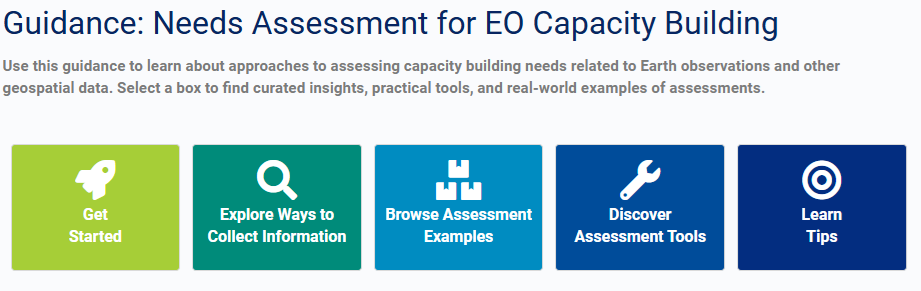 Guidance: Needs Assessment for EO Capacity Building
Use this guidance to learn about approaches to assessing capacity building needs related to Earth observations and other
geospatial data. Select a box to find curated insights, practical tools, and real-world examples of assessments.
Get
Started
Explore Ways to
Collect Information
Browse Assessment
Examples
Discover
Assessment Tools
Learn
Tips